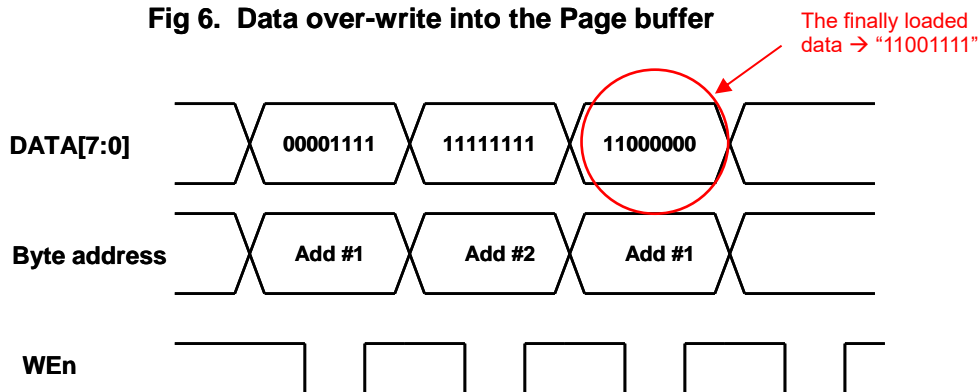 Fig 6. Data over-write into the Page buffer
The finally loaded
data → “11001111”
DATA[7:0]
00001111
11111111
11000000
Byte address
Add #1
Add #2
Add #1
WEn